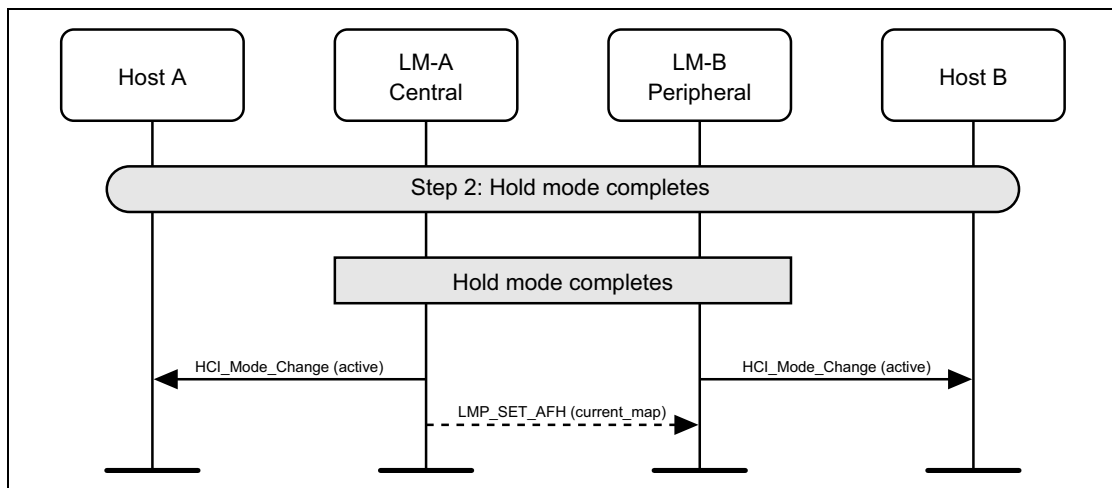 Host A
LM-A
Central
LM-B
Peripheral
Host B
Step 2: Hold mode completes
Hold mode completes
HCI_Mode_Change (active)
HCI_Mode_Change (active)
LMP_SET_AFH (current_map)